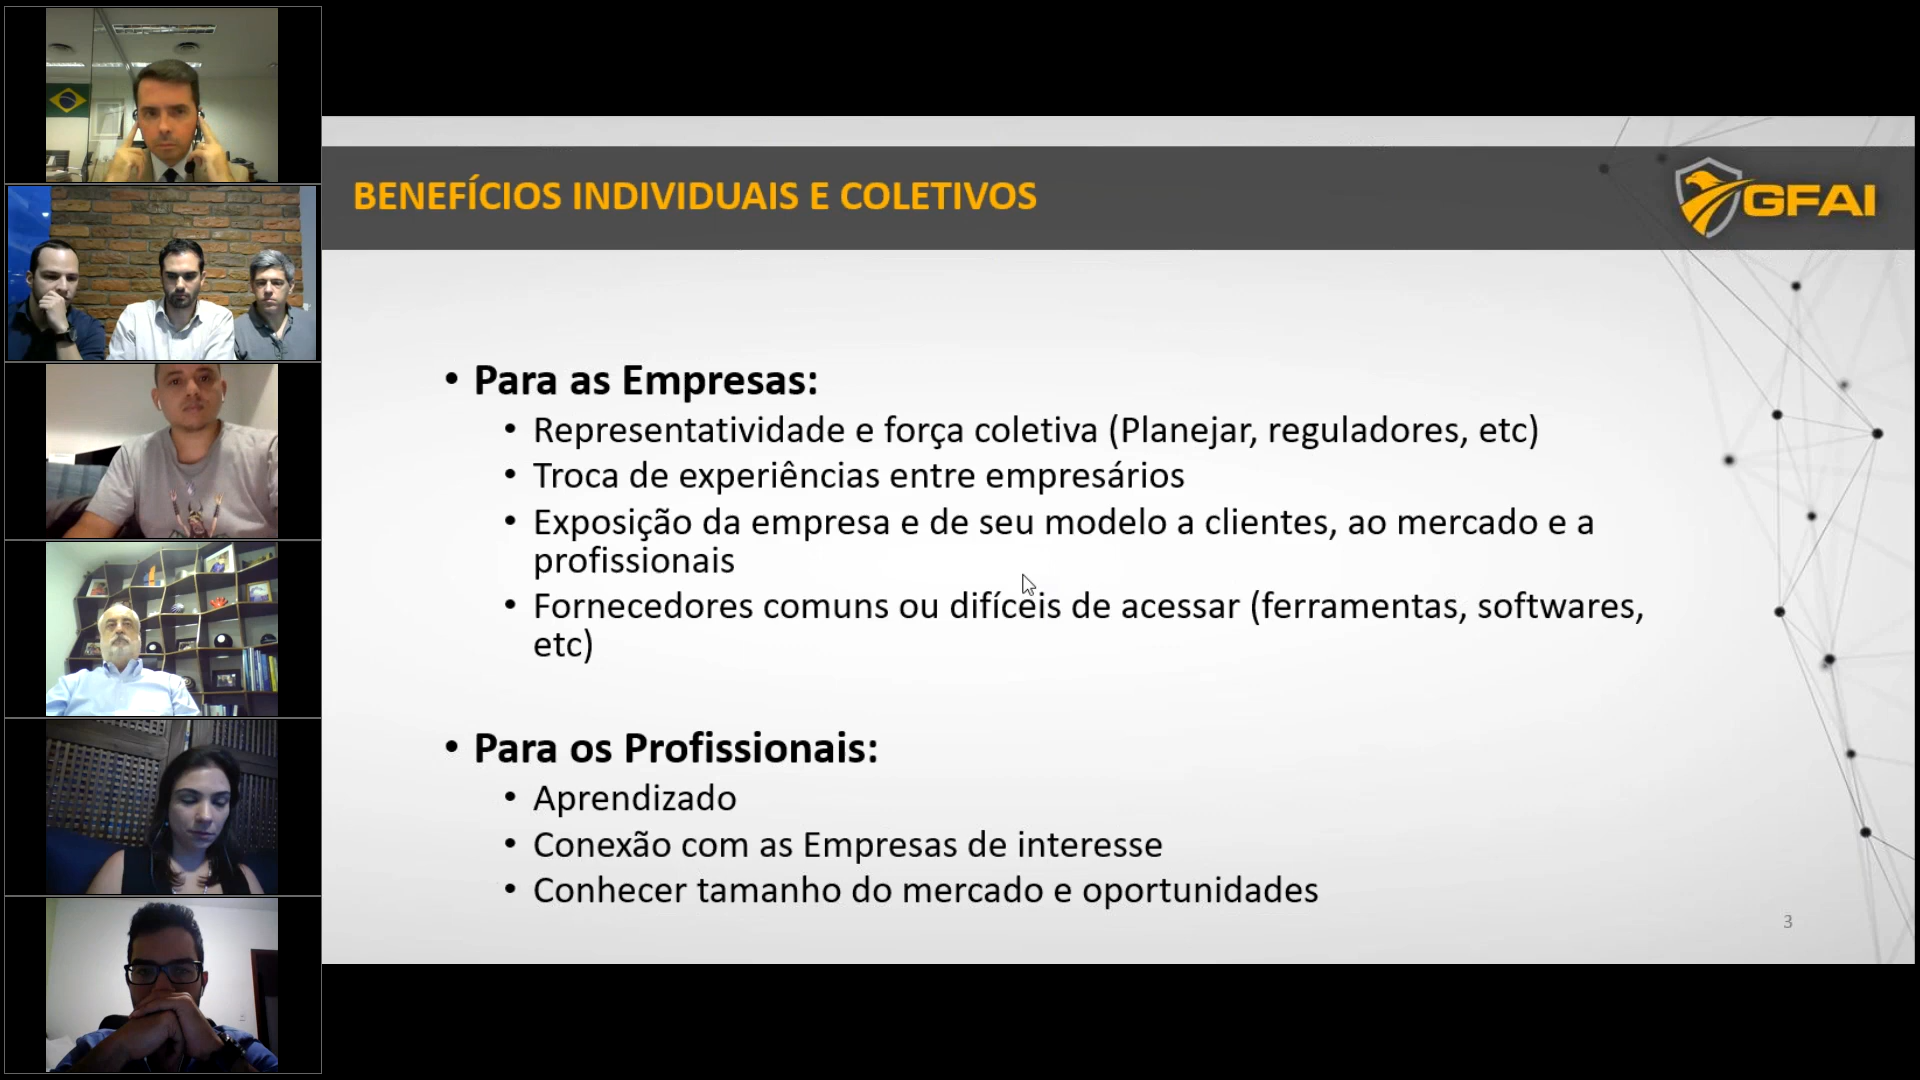 BENEFÍCIOS INDIVIDUAIS E COLETIVOS
GFAI
• Para as Empresas:
• Representatividade e força coletiva (Planejar, reguladores, etc)
• Troca de experiências entre empresários
• Exposição da empresa e de seu modelo a clientes, ao mercado e a
profissionais
• Fornecedores comuns ou difíceis de acessar (ferramentas, softwares,
etc)
• Para os Profissionais:
• Aprendizado
• Conexão com as Empresas de interesse
• Conhecer tamanho do mercado e oportunidades
3